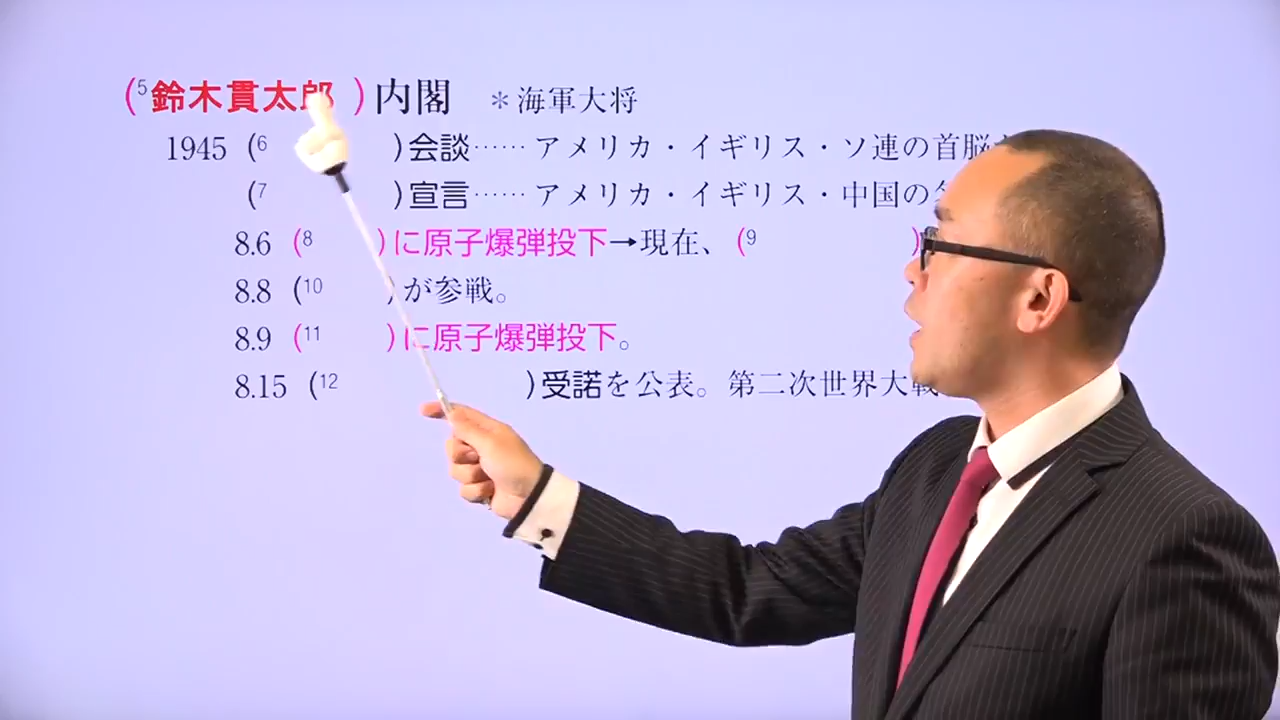 (5鈴木貫太郎 )内閣 *海軍大将
1945 (6 )会談……アメリカ・イギリス・ソ連の首脳
(7 )宣言……アメリカ・イギリス・中国の
8.6 (8 )に原子爆弾投下→現在、(9 )
8.8 (10 )が参戦。
8.9 (11 )に原子爆弾投下。
8.15 (12 )受諾を公表。第二次世界大戦